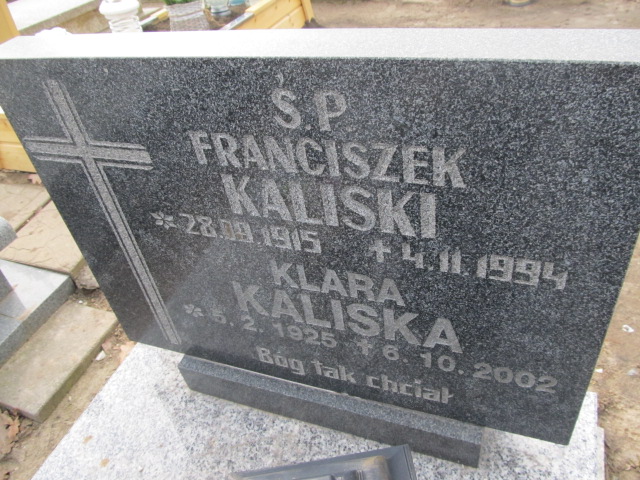 Ś P
FRANCISZEK
KALISKI
* 28.09.1915 + 4.11.1994
KLARA
KALISKA
* 5.2.1925 + 6.10.2002
Bóg tak chciał